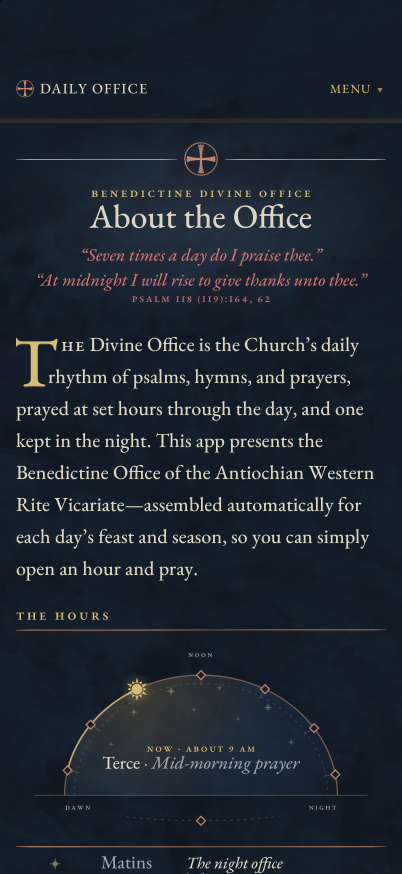 DAILY OFFICE
MENU ▼
BENEDICTINE DIVINE OFFICE
About the Office
“Seven times a day do I praise thee.”
“At midnight I will rise to give thanks unto thee.”
PSALM 118 (119):164, 62
THE Divine Office is the Church’s daily
rhythm of psalms, hymns, and prayers,
prayed at set hours through the day, and one
kept in the night. This app presents the
Benedictine Office of the Antiochian Western
Rite Vicariate—assembled automatically for
each day’s feast and season, so you can simply
open an hour and pray.
THE HOURS
NOON
NOW · ABOUT 9 AM
Terce · Mid-morning prayer
DAWN
NIGHT
Matins
The night office